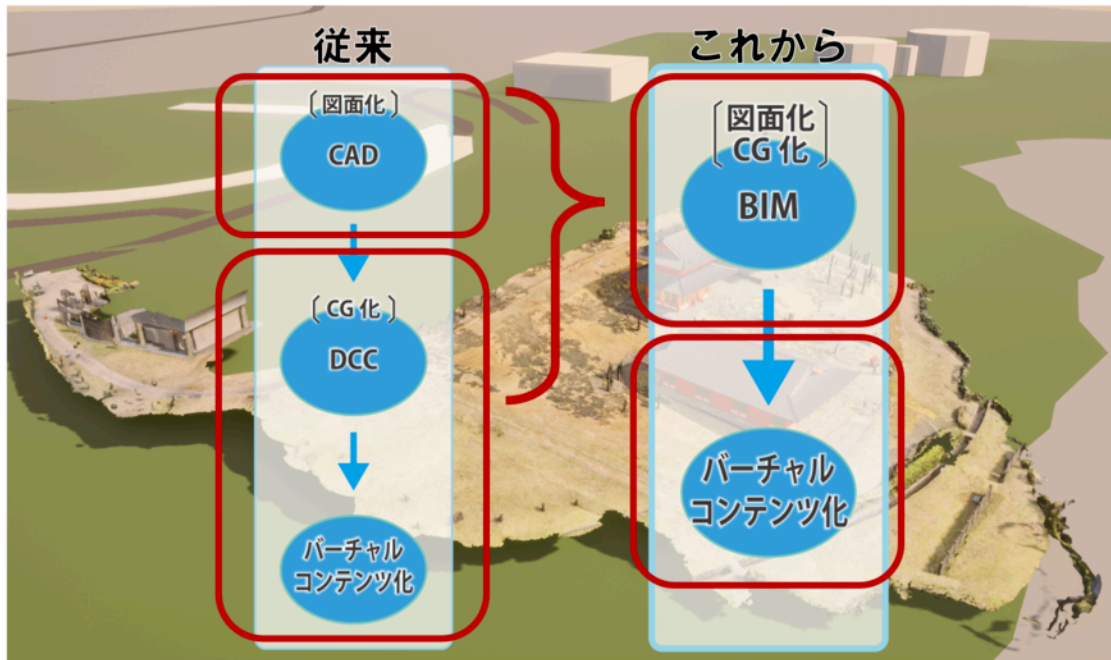 従来
〔図面化〕
CAD
〔CG化〕
DCC
バーチャル
コンテンツ化
これから
図面化
CG化
BIM
バーチャル
コンテンツ化